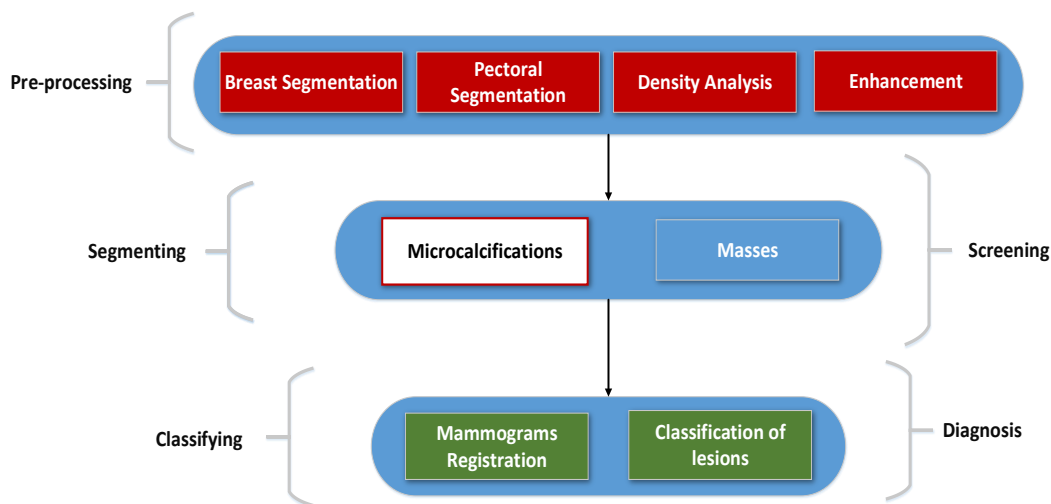 Pre-processing
Breast Segmentation
Pectoral
Segmentation
Density Analysis
Enhancement
Segmenting
Microcalcifications
Masses
Screening
Classifying
Mammograms
Registration
Classification of
lesions
Diagnosis